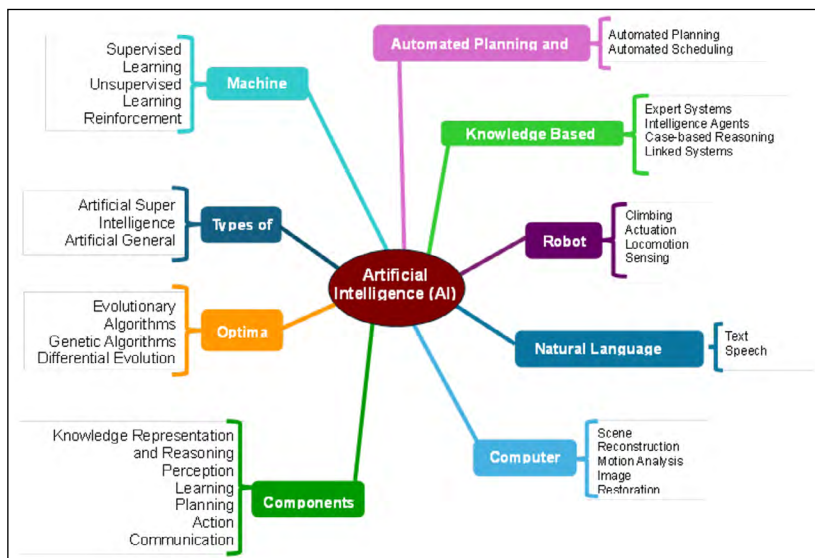 Supervised
Learning
Unsupervised
Learning
Reinforcement
Machine
Automated Planning and
Automated Planning
Automated Scheduling
Knowledge Based
Expert Systems
Intelligence Agents
Case-based Reasoning
Linked Systems
Artificial Super
Intelligence
Artificial General
Types of
Robot
Climbing
Actuation
Locomotion
Sensing
Artificial
Intelligence (AI)
Evolutionary
Algorithms
Genetic Algorithms
Differential Evolution
Optima
Natural Language
Text
Speech
Knowledge Representation
and Reasoning
Perception
Learning
Planning
Action
Communication
Components
Computer
Scene
Reconstruction
Motion Analysis
Image
Restoration